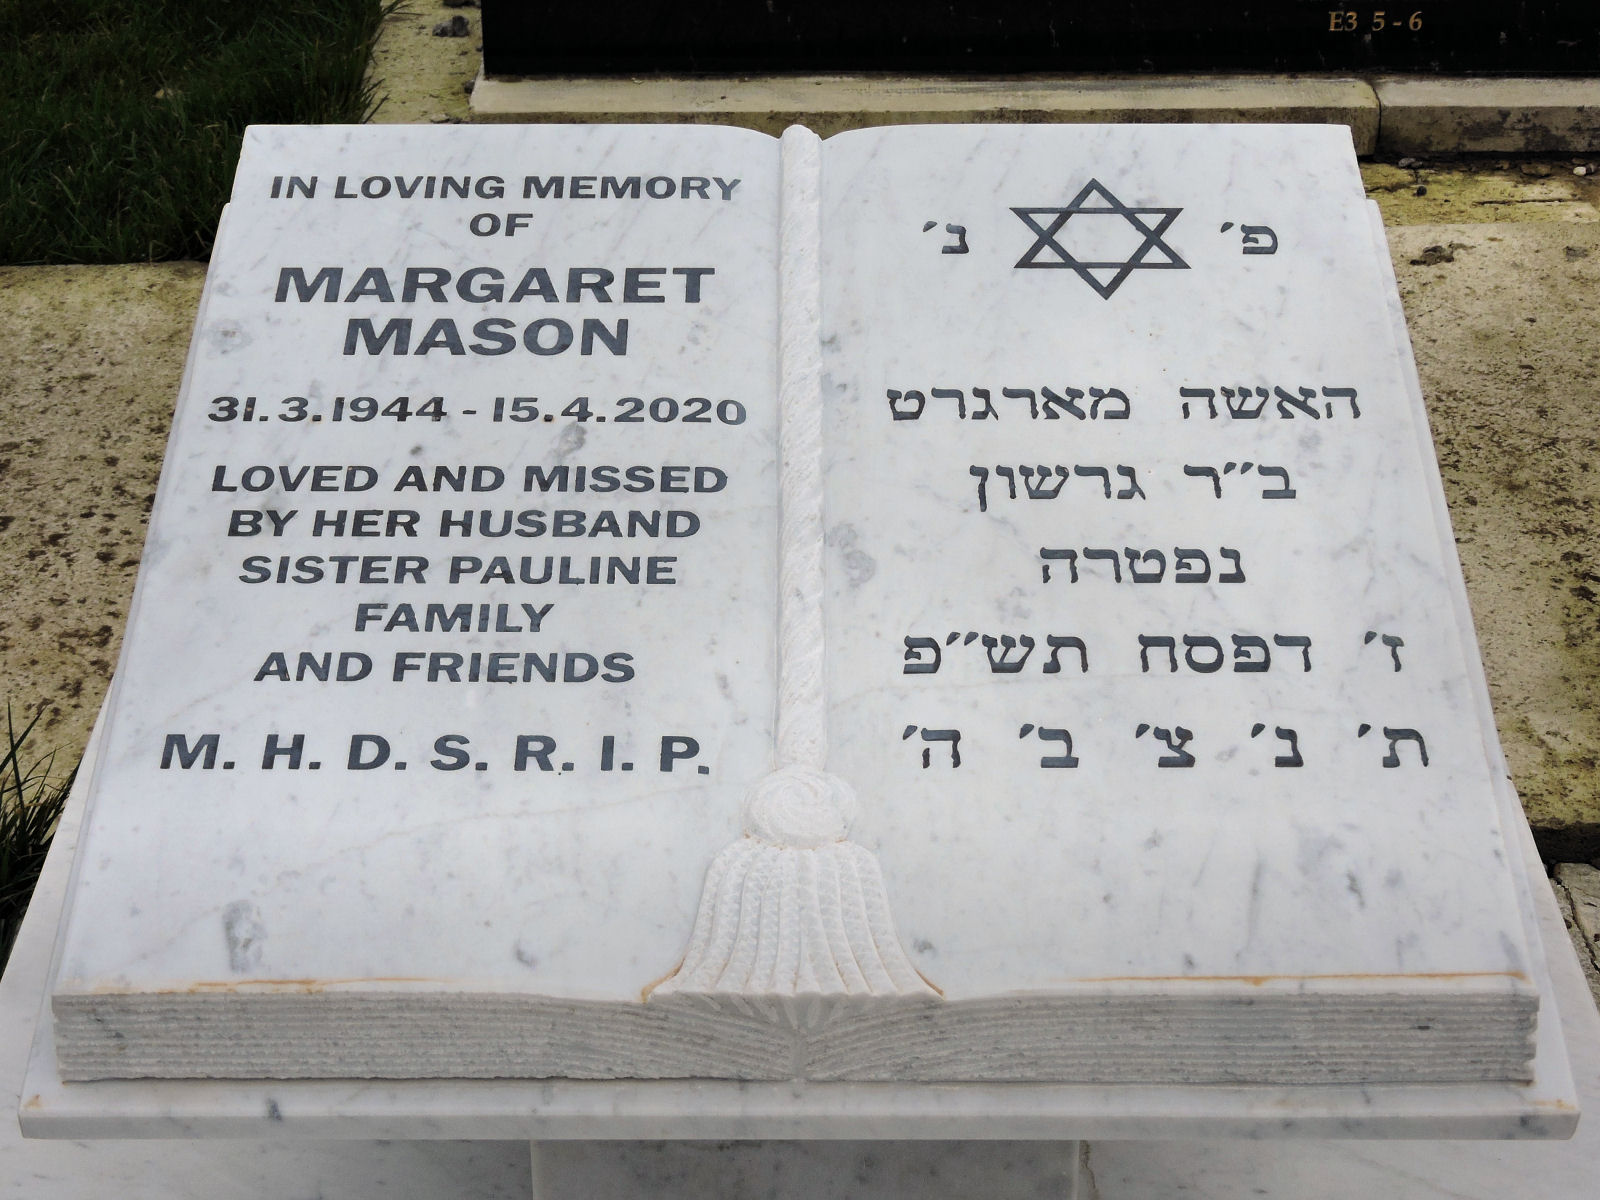 E3 5-6
IN LOVING MEMORY
OF
MARGARET
MASON
31.3.1944 - 15.4.2020
LOVED AND MISSED
BY HER HUSBAND
SISTER PAULINE
FAMILY
AND FRIENDS
M. H. D. S. R. I. P.
פ׳ נ׳
האשה מארגרט
ב״ר גרשון
נפטרה
ז׳ דפסח תש״פ
ת׳ נ׳ צ׳ ב׳ ה׳